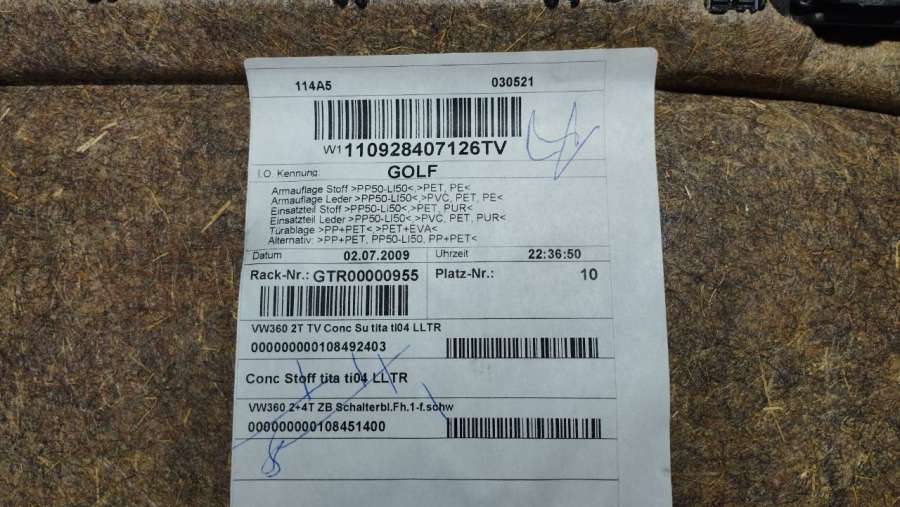 114A5 030521
W1 110928407126TV
I.O. Kennung: GOLF
Armauflage Stoff >PP50-LI50<,>PET, PE<
Armauflage Leder >PP50-LI50<,>PVC, PET, PE<
Einsatzteil Stoff >PP50-LI50<,>PET, PUR<
Einsatzteil Leder >PP50-LI50<,>PVC, PET, PUR<
Turablage >PP+PET<,>PET+EVA<
Alternativ: >PP+PET, PP50-LI50, PP+PET<
Datum 02.07.2009 Uhrzeit 22:36:50
Rack-Nr.: GTR00000955 Platz-Nr.: 10
VW360 2T TV Conc Su tita ti04 LLTR
000000000108492403
Conc Stoff tita ti04 LLTR
VW360 2+4T ZB Schalterbl.Fh.1-f.schw
000000000108451400